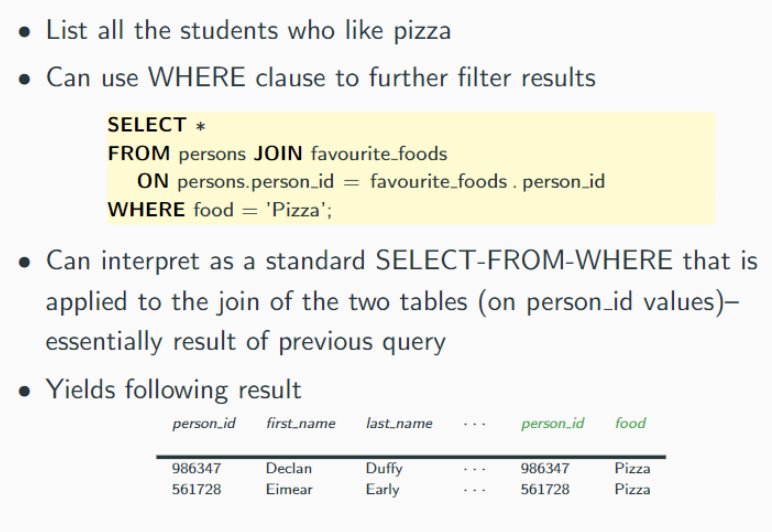 • List all the students who like pizza
• Can use WHERE clause to further filter results
SELECT *
FROM persons JOIN favourite_foods
ON persons.person_id = favourite_foods . person_id
WHERE food = 'Pizza';
• Can interpret as a standard SELECT-FROM-WHERE that is
applied to the join of the two tables (on person_id values)–
essentially result of previous query
• Yields following result
person_id first_name last_name · · · person_id food
986347 Declan Duffy · · · 986347 Pizza
561728 Eimear Early · · · 561728 Pizza